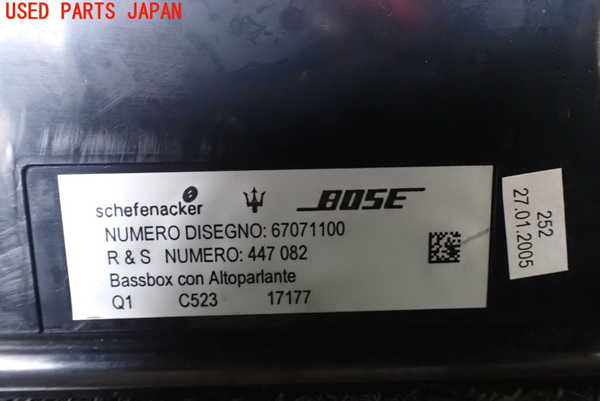 USED PARTS JAPAN
schefenacker BOSE
NUMERO DISEGNO: 67071100
R & S NUMERO: 447 082
Bassbox con Altoparlante
Q1 C523 17177
252
27.01.2005